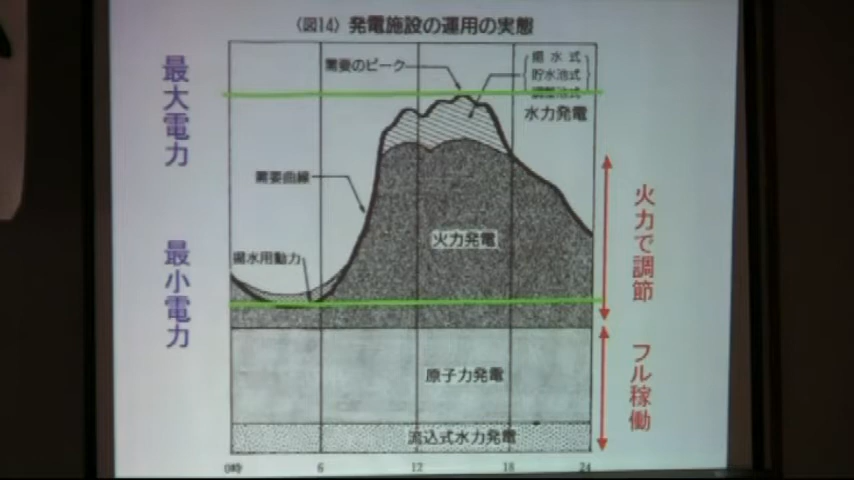 〈図14〉 発電施設の運用の実態
最大電力
最小電力
需要のピーク
揚水式
貯水池式
調整池式
水力発電
需要曲線
火力発電
揚水用動力
原子力発電
流込式水力発電
火力で調節
フル稼働
0時 6 12 18 24